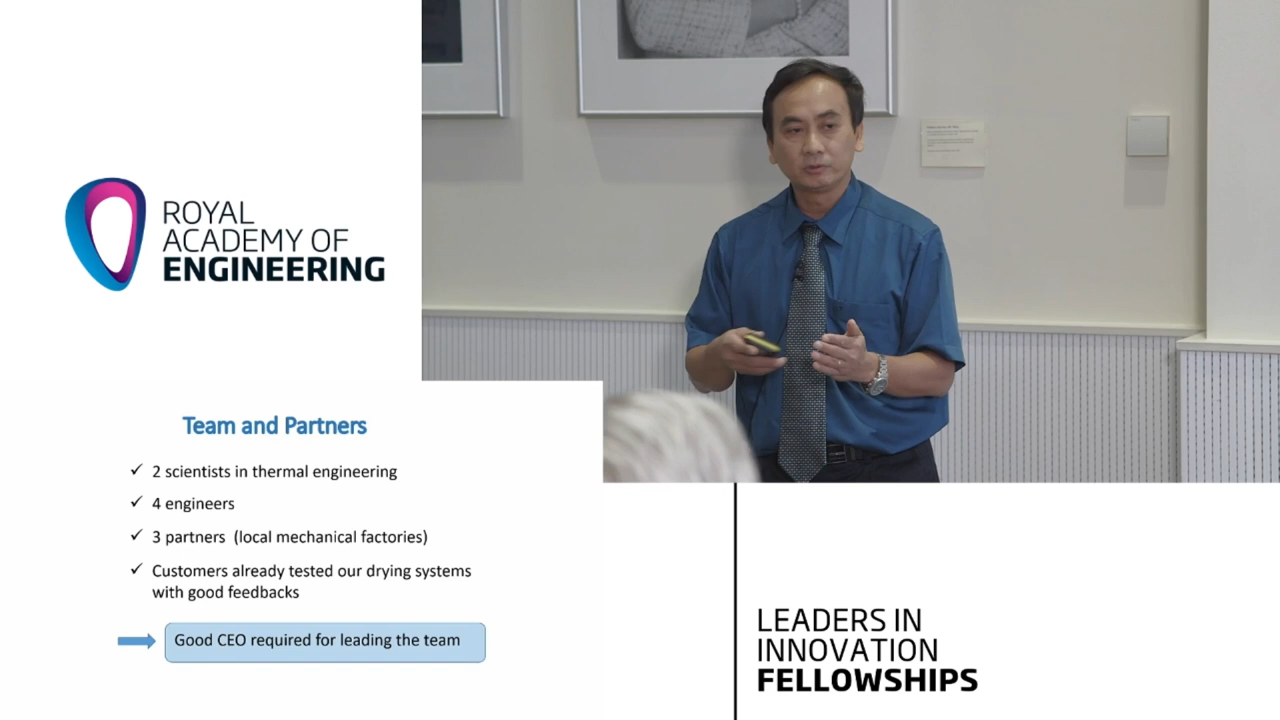 ROYAL
ACADEMY OF
ENGINEERING
Team and Partners
✓ 2 scientists in thermal engineering
✓ 4 engineers
✓ 3 partners (local mechanical factories)
✓ Customers already tested our drying systems
with good feedbacks
Good CEO required for leading the team
LEADERS IN
INNOVATION
FELLOWSHIPS